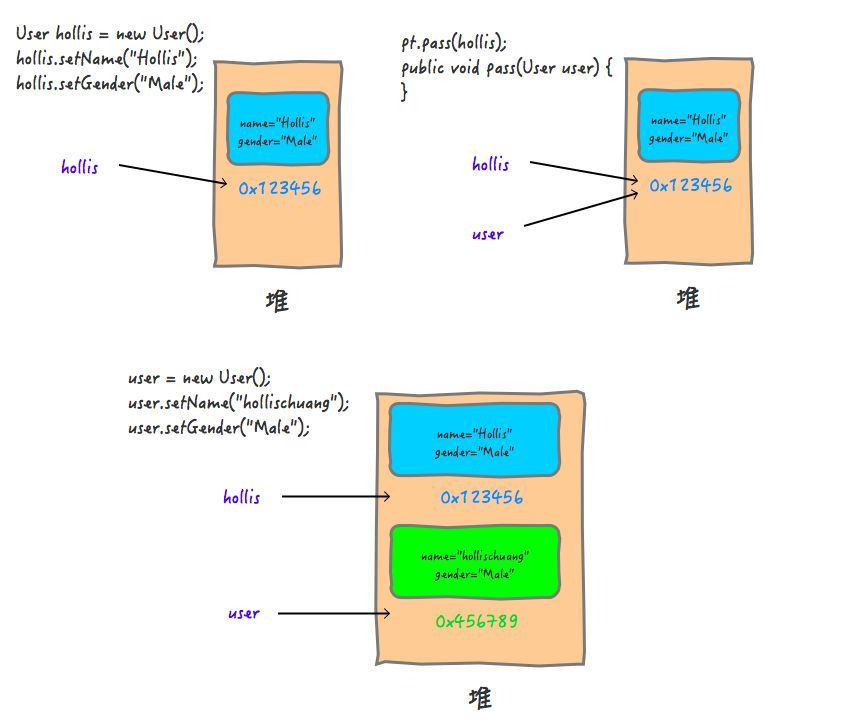 User hollis = new User();
hollis.setName("Hollis");
hollis.setGender("Male");
name="Hollis"
gender="Male"
hollis
0x123456
堆
pt.pass(hollis);
public void pass(User user) {
}
name="Hollis"
gender="Male"
hollis
0x123456
user
堆
user = new User();
user.setName("hollischuang");
user.setGender("Male");
name="Hollis"
gender="Male"
hollis
0x123456
name="hollischuang"
gender="Male"
user
0x456789
堆